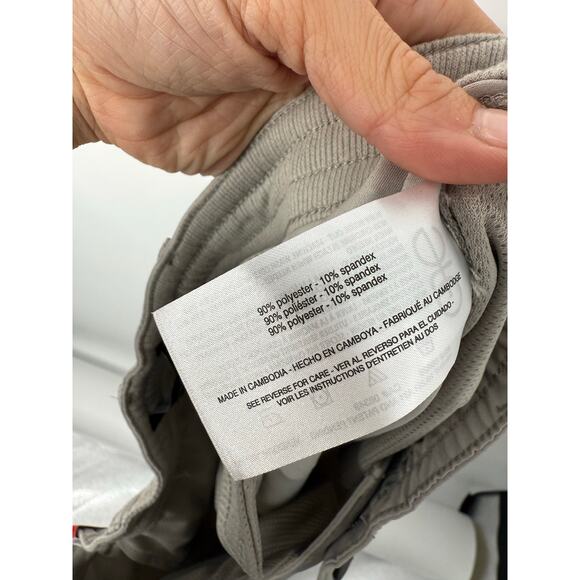 90% polyester - 10% spandex
90% poliéster - 10% spandex
90% polyester - 10% spandex
MADE IN CAMBODIA - HECHO EN CAMBOYA - FABRIQUÉ AU CAMBODGE
SEE REVERSE FOR CARE - VER AL REVERSO PARA EL CUIDADO -
VOIR LES INSTRUCTIONS D'ENTRETIEN AU DOS